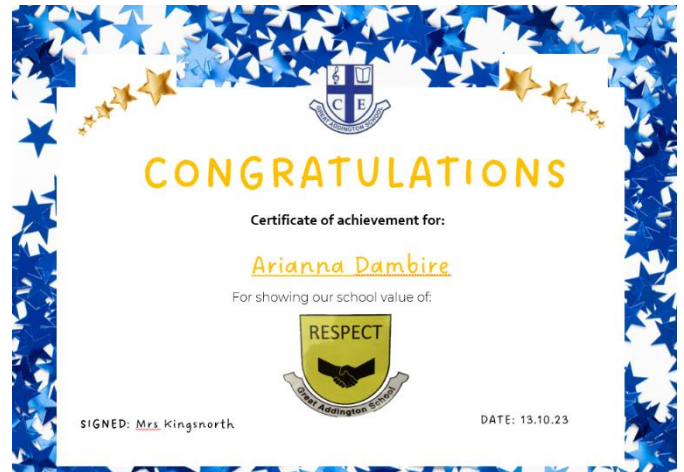 C E
GREAT ADDINGTON SCHOOL
CONGRATULATIONS
Certificate of achievement for:
Arianna Dambire
For showing our school value of:
RESPECT
Great Addington School
SIGNED: Mrs Kingsnorth
DATE: 13.10.23